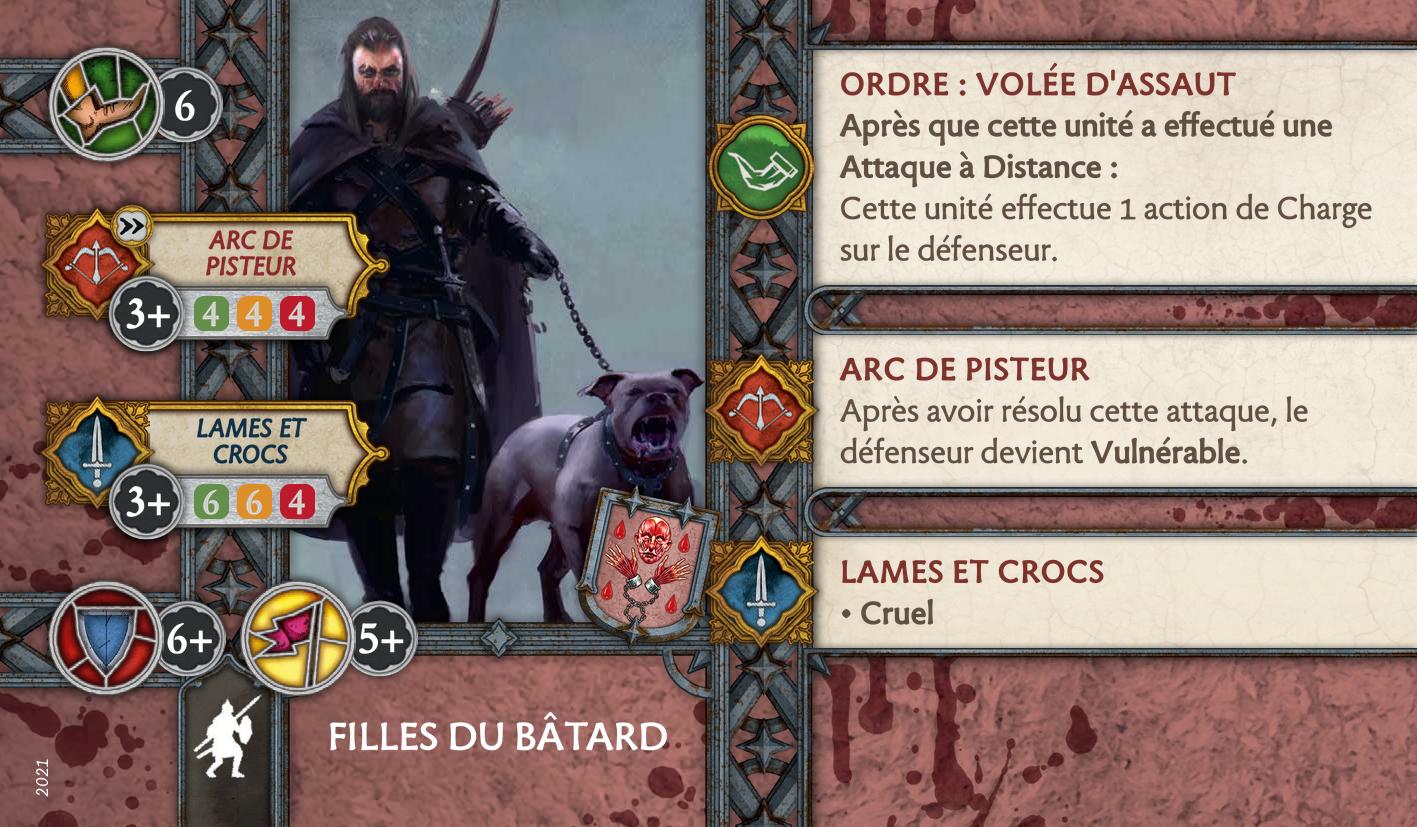 6
ARC DE
PISTEUR
3+
4 4 4
LAMES ET
CROCS
3+
6 6 4
6+
5+
FILLES DU BÂTARD
2021
ORDRE : VOLÉE D'ASSAUT
Après que cette unité a effectué une
Attaque à Distance :
Cette unité effectue 1 action de Charge
sur le défenseur.
ARC DE PISTEUR
Après avoir résolu cette attaque, le
défenseur devient Vulnérable.
LAMES ET CROCS
• Cruel